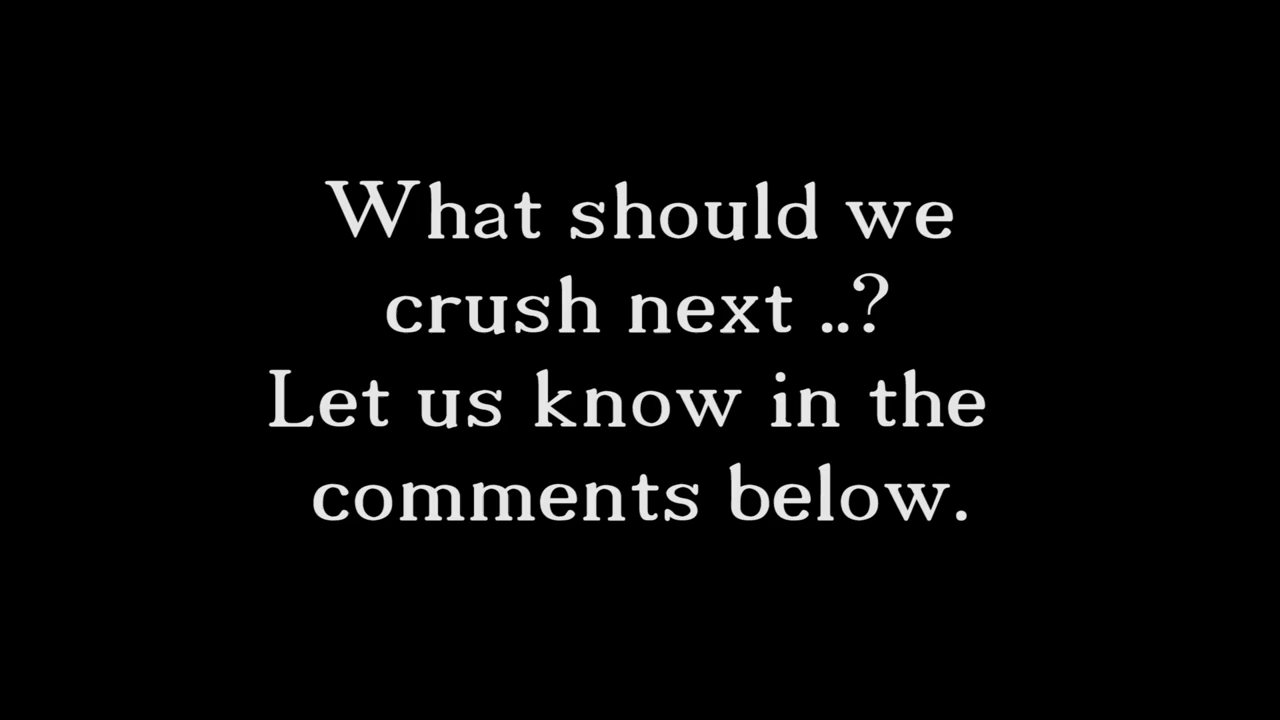 What should we
crush next ..?
Let us know in the
comments below.